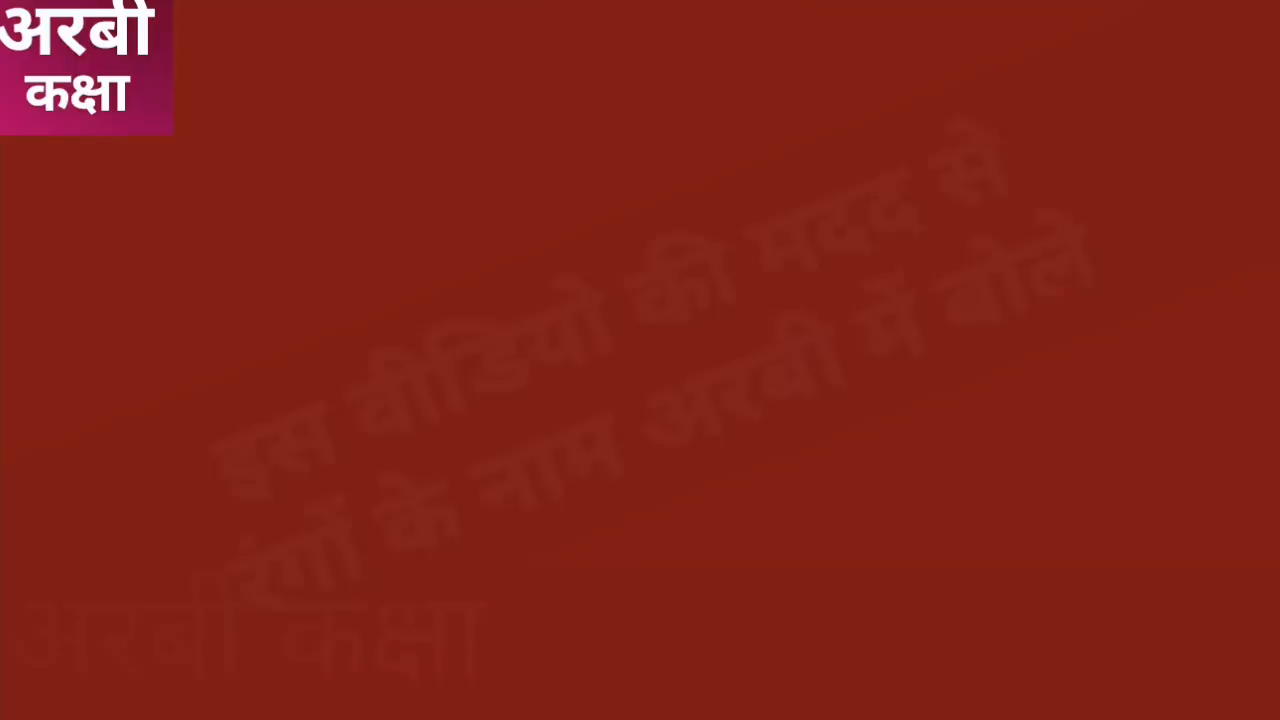 अरबी
कक्षा
इस वीडियो की मदद से
रंगों के नाम अरबी में बोले
अरबी कक्षा